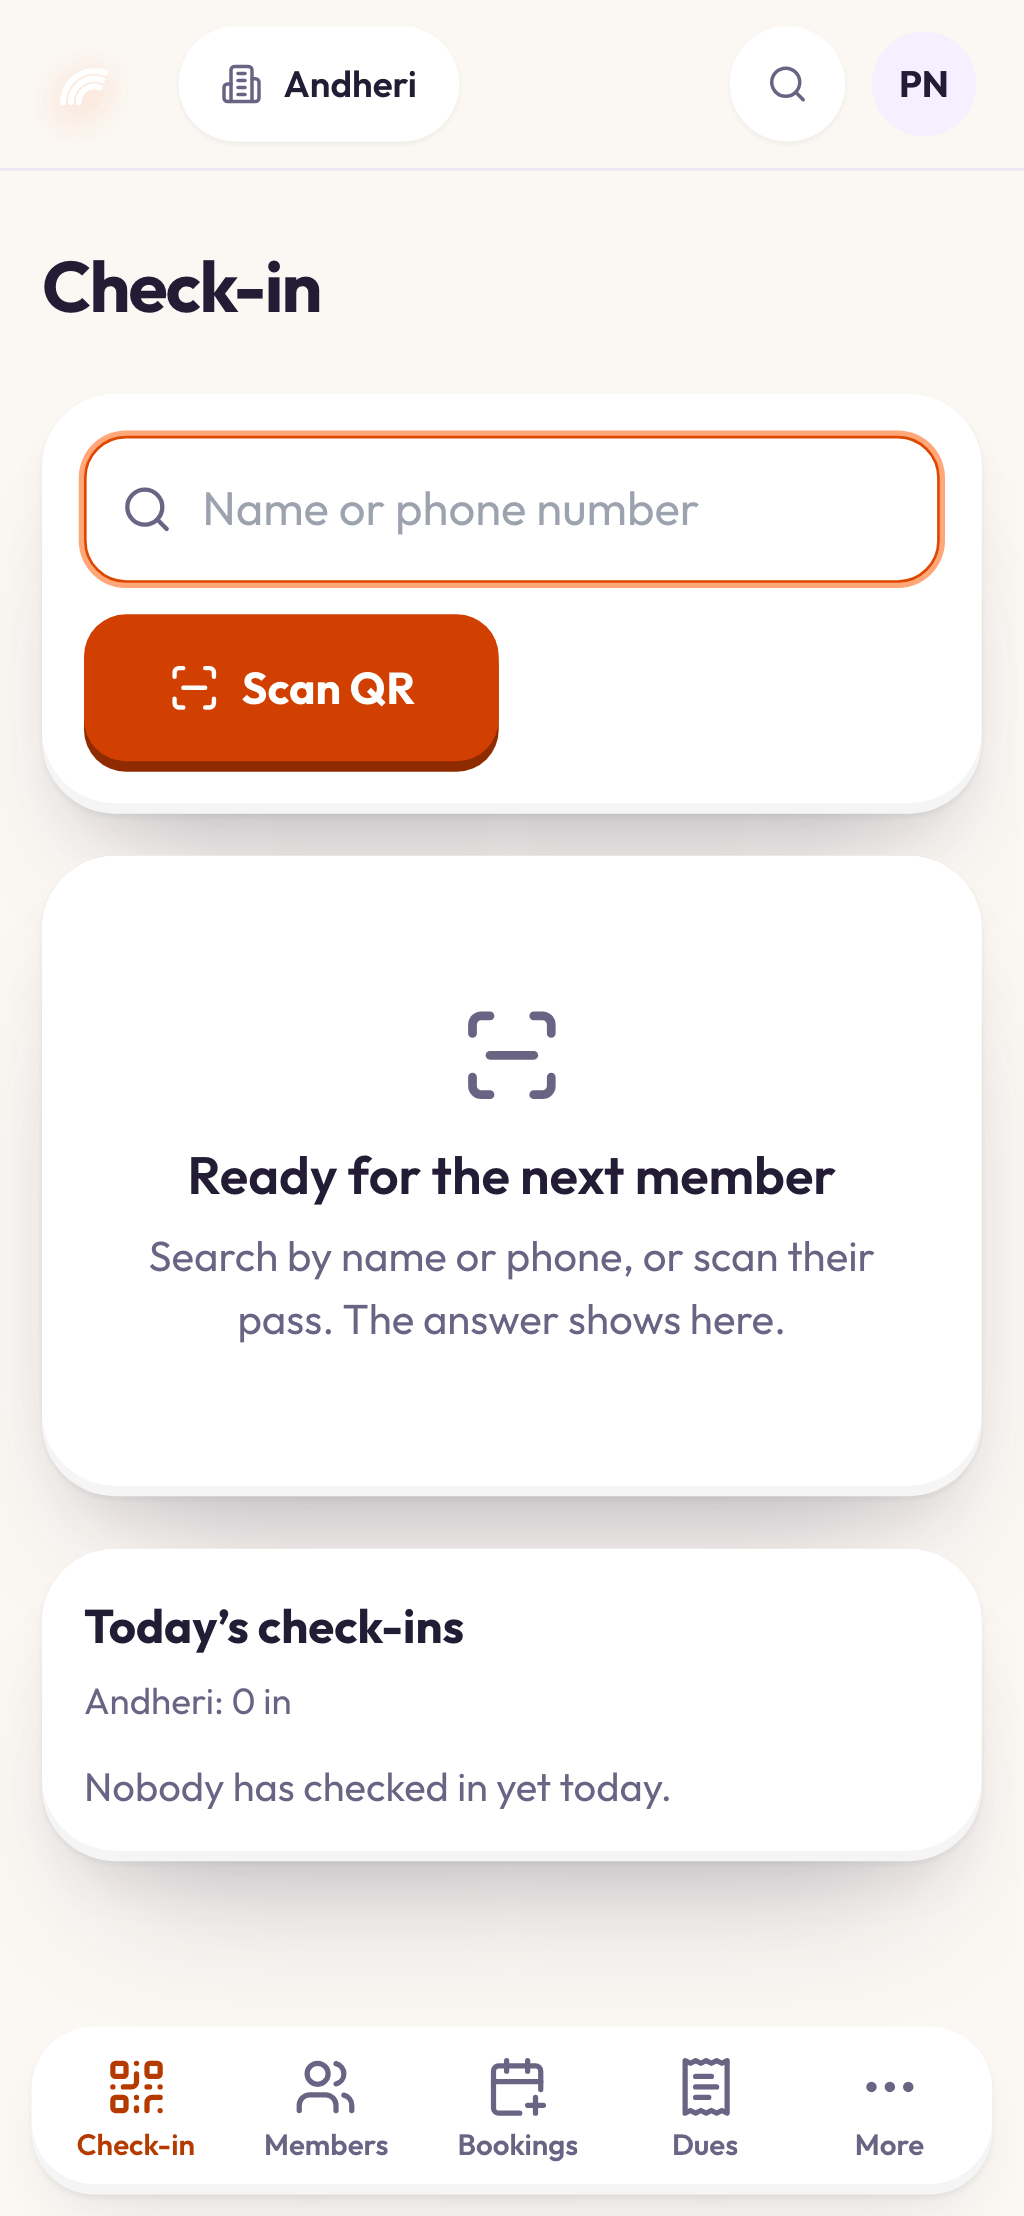 Andheri
PN
Check-in
Name or phone number
Scan QR
Ready for the next member
Search by name or phone, or scan their
pass. The answer shows here.
Today’s check-ins
Andheri: 0 in
Nobody has checked in yet today.
Check-in
Members
Bookings
Dues
More